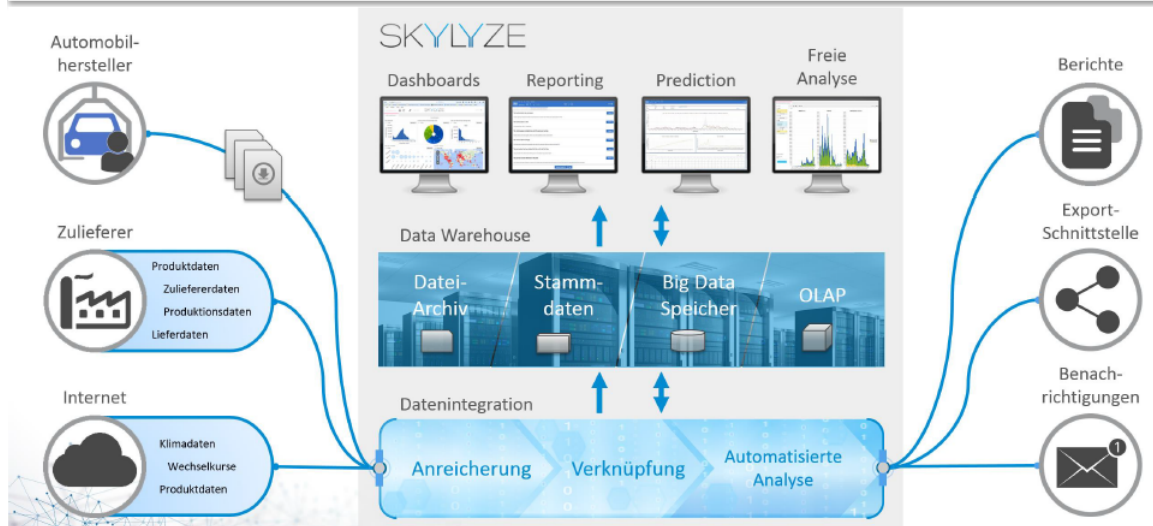 Automobil-
hersteller
Zulieferer
Produktdaten
Zuliefererdaten
Produktionsdaten
Lieferdaten
Internet
Klimadaten
Wechselkurse
Produktdaten
SKYLYZE
Dashboards
Reporting
Prediction
Freie
Analyse
Data Warehouse
Datei-
Archiv
Stamm-
daten
Big Data
Speicher
OLAP
Datenintegration
Anreicherung
Verknüpfung
Automatisierte
Analyse
Berichte
Export-
Schnittstelle
Benach-
richtigungen
1